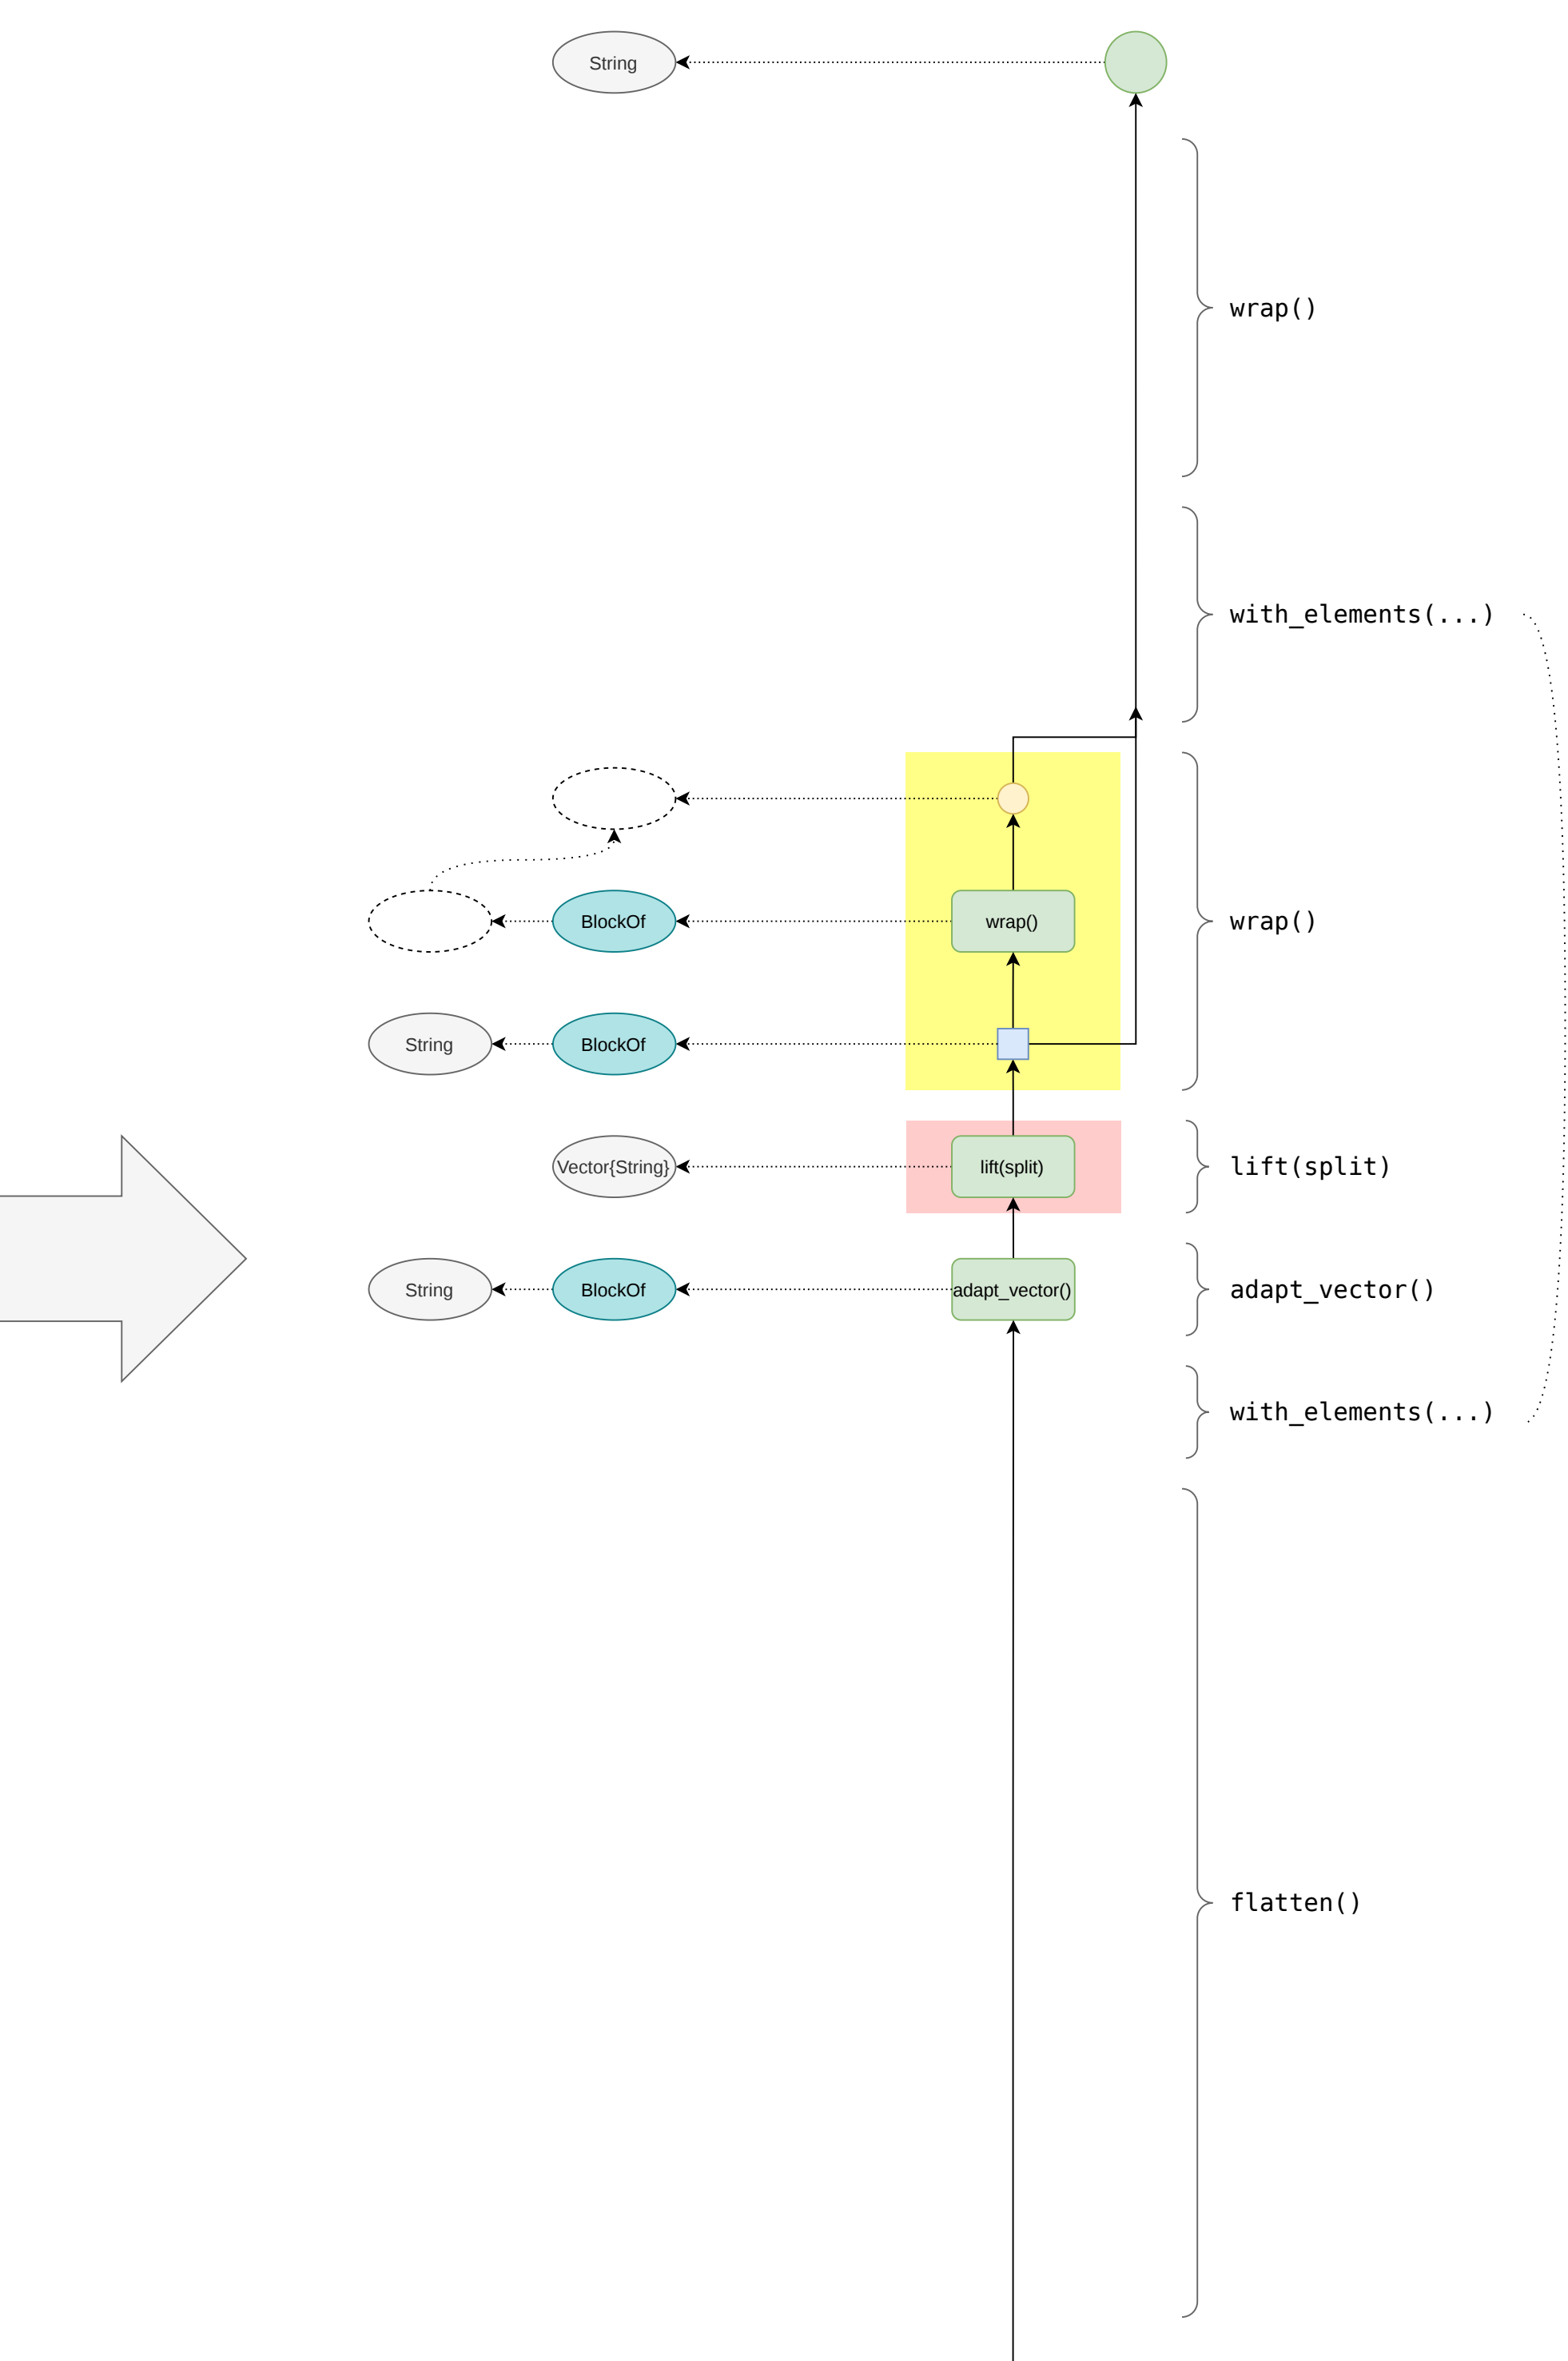 String
wrap()
with_elements(...)
BlockOf
wrap()
wrap()
String
BlockOf
Vector{String}
lift(split)
lift(split)
String
BlockOf
adapt_vector()
adapt_vector()
with_elements(...)
flatten()